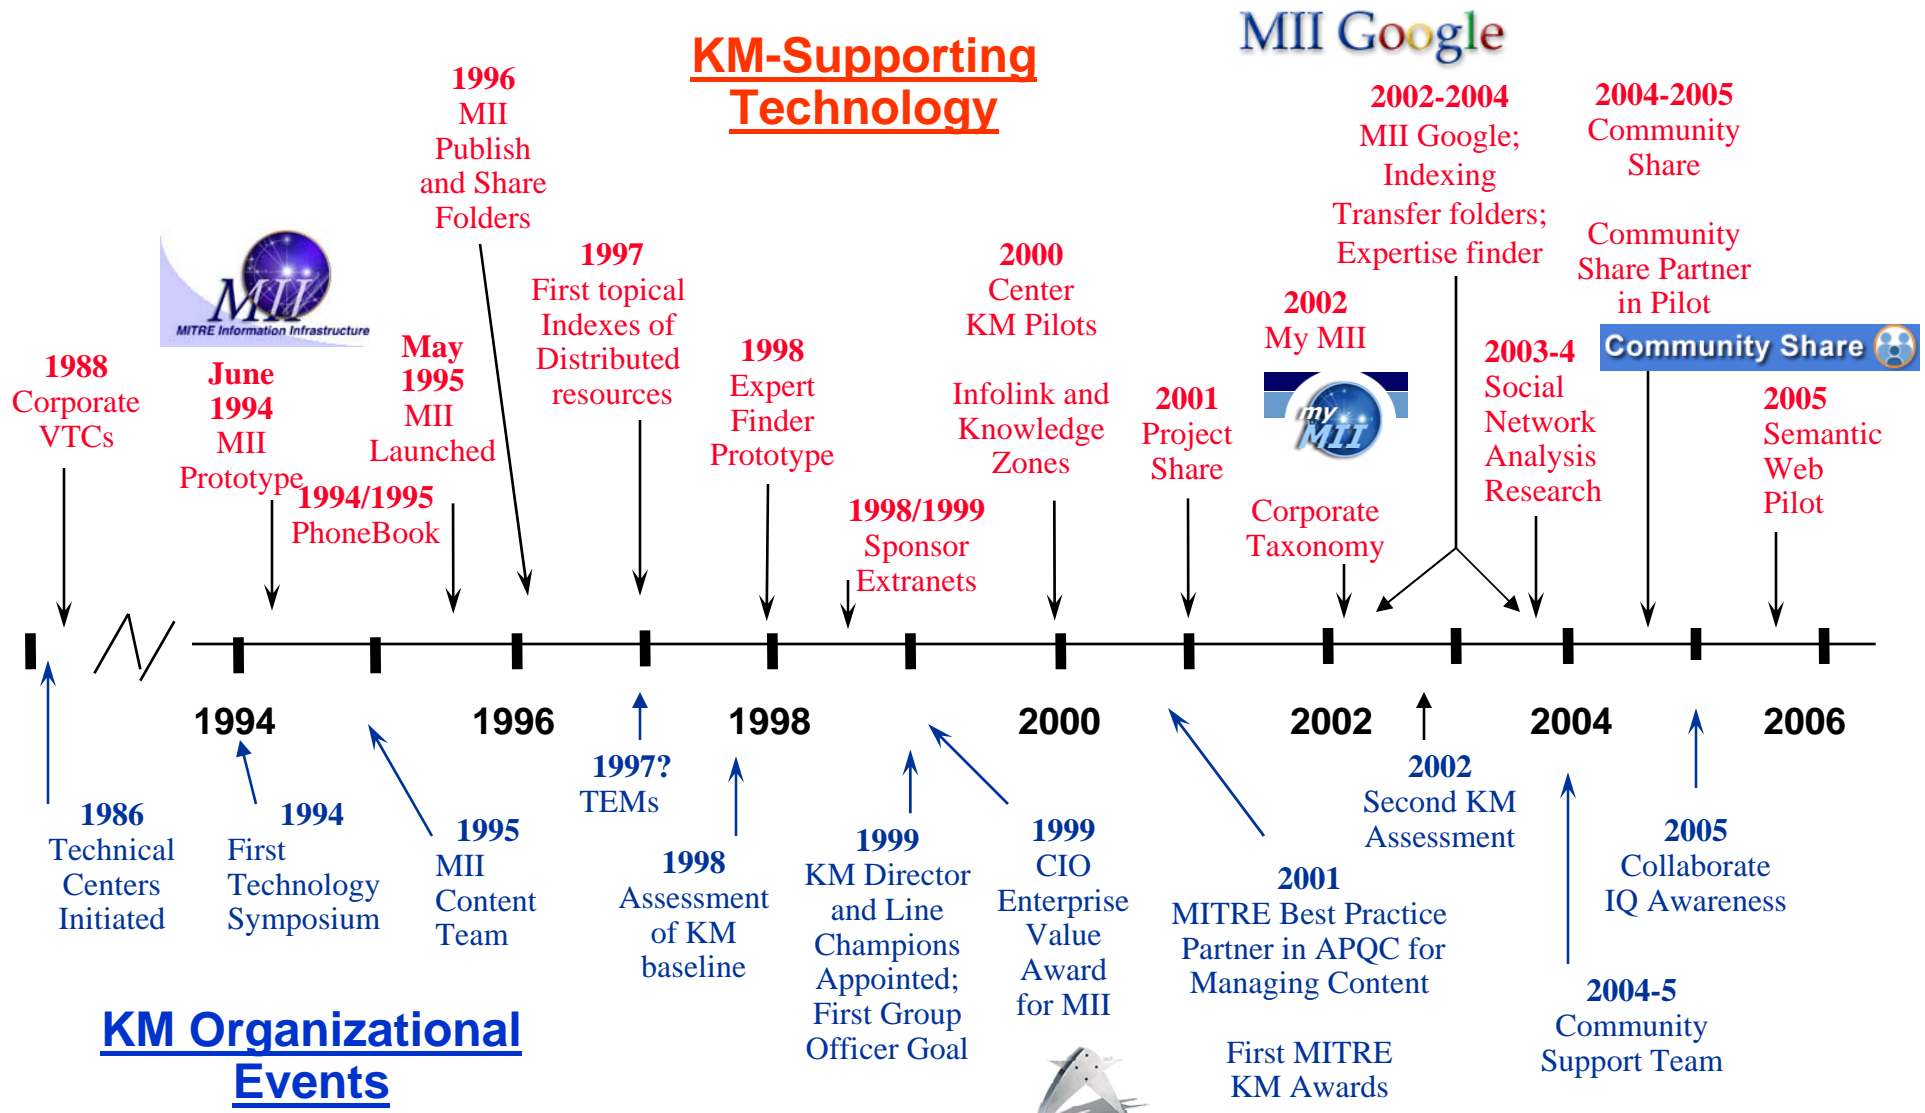 MII Google
KM-Supporting
Technology
1996
MII
Publish
and Share
Folders
2002-2004
MII Google;
Indexing
Transfer folders;
Expertise finder
2004-2005
Community
Share
Community
Share Partner
in Pilot
Community Share
MII
MITRE Information Infrastructure
1988
Corporate
VTCs
June
1994
MII
Prototype
1994/1995
PhoneBook
May
1995
MII
Launched
1997
First topical
Indexes of
Distributed
resources
1998
Expert
Finder
Prototype
1998/1999
Sponsor
Extranets
2000
Center
KM Pilots
Infolink and
Knowledge
Zones
2001
Project
Share
2002
My MII
my
MII
Corporate
Taxonomy
2003-4
Social
Network
Analysis
Research
2005
Semantic
Web
Pilot
1994
1996
1998
2000
2002
2004
2006
1986
Technical
Centers
Initiated
1994
First
Technology
Symposium
1995
MII
Content
Team
1997?
TEMs
1998
Assessment
of KM
baseline
1999
KM Director
and Line
Champions
Appointed;
First Group
Officer Goal
1999
CIO
Enterprise
Value
Award
for MII
2001
MITRE Best Practice
Partner in APQC for
Managing Content
First MITRE
KM Awards
2002
Second KM
Assessment
2004-5
Community
Support Team
2005
Collaborate
IQ Awareness
KM Organizational
Events